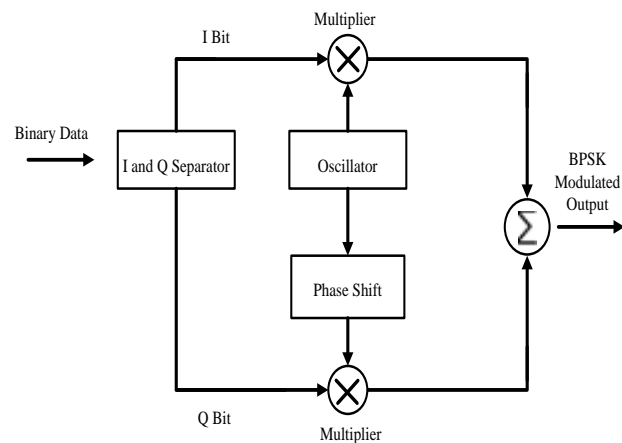 Multiplier
I Bit
Binary Data
I and Q Separator
Oscillator
BPSK
Modulated
Output
Σ
Phase Shift
Q Bit
Multiplier